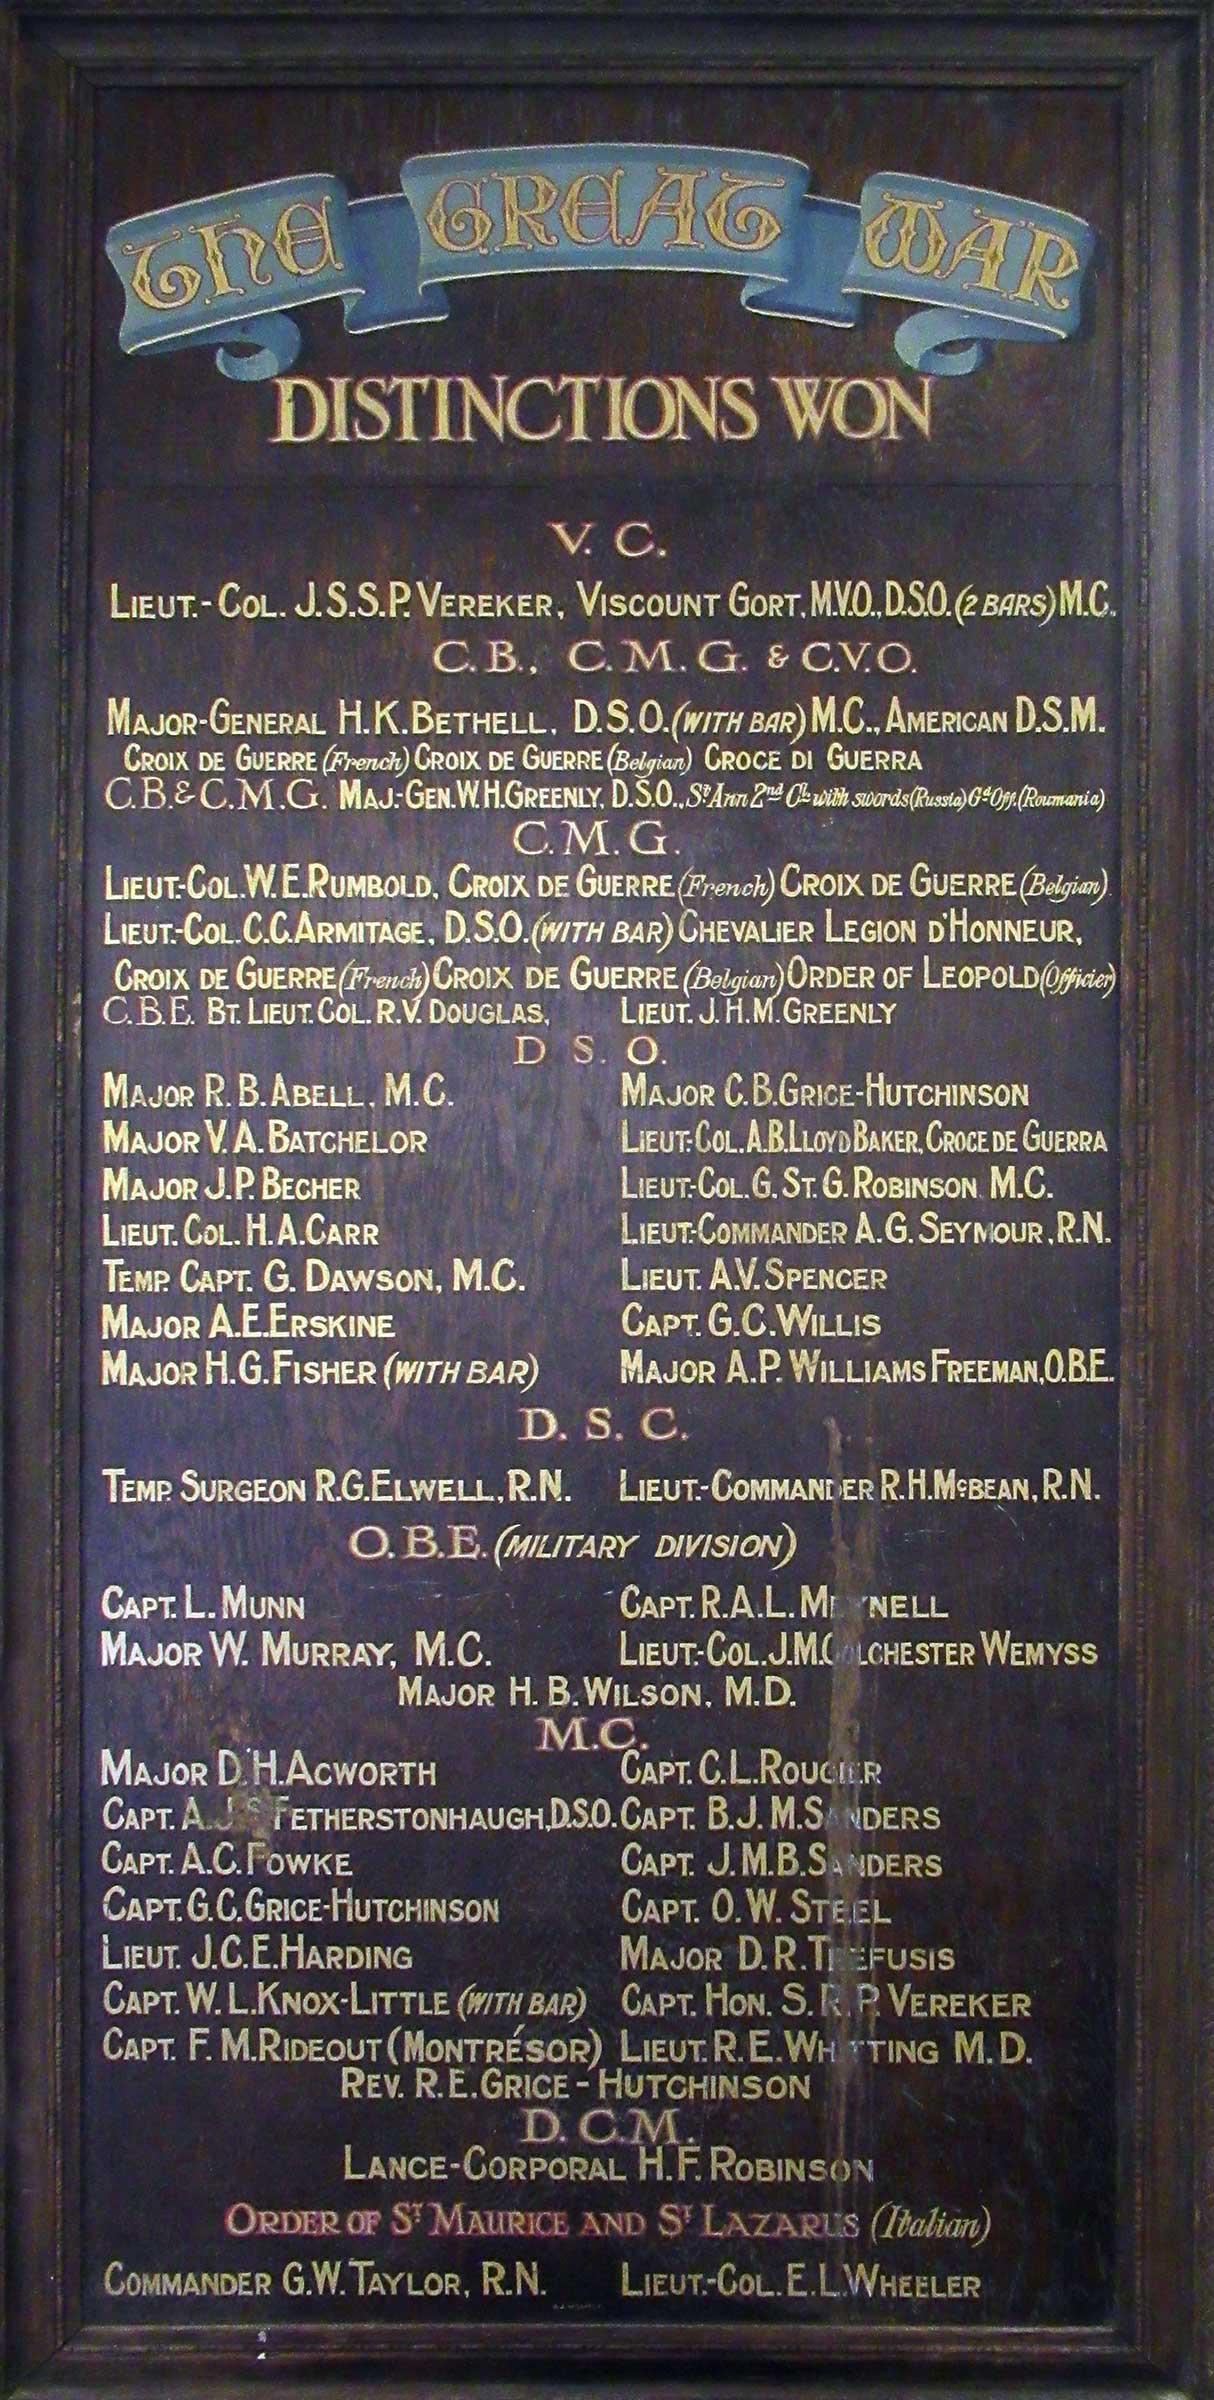 THE GREAT WAR
DISTINCTIONS WON
V. C.
LIEUT.-COL. J.S.S.P. VEREKER, VISCOUNT GORT, M.V.O., D.S.O. (2 BARS) M.C.,
C.B., C.M.G. & C.V.O.
MAJOR-GENERAL H.K. BETHELL, D.S.O. (WITH BAR) M.C., AMERICAN D.S.M.
CROIX DE GUERRE (French) CROIX DE GUERRE (Belgian) CROCE DI GUERRA
C.B. & C.M.G. MAJ.-GEN. W.H. GREENLY, D.S.O., St Ann 2nd Cl. with swords (Russia) Gd Off. (Roumania)
C.M.G.
LIEUT.-COL. W.E. RUMBOLD, CROIX DE GUERRE (French) CROIX DE GUERRE (Belgian).
LIEUT.-COL. C.C. ARMITAGE, D.S.O. (WITH BAR) CHEVALIER LEGION D'HONNEUR,
CROIX DE GUERRE (French) CROIX DE GUERRE (Belgian) ORDER OF LEOPOLD (Officier)
C.B.E. BT. LIEUT. COL. R.V. DOUGLAS, LIEUT. J.H.M. GREENLY
D S. O.
MAJOR R.B. ABELL, M.C. MAJOR C.B. GRICE-HUTCHINSON
MAJOR V.A. BATCHELOR LIEUT.-COL. A.B. LLOYD BAKER, CROCE DE GUERRA
MAJOR J.P. BECHER LIEUT.-COL. G. ST. G. ROBINSON M.C.
LIEUT. COL. H.A. CARR LIEUT.-COMMANDER A.G. SEYMOUR, R.N.
TEMP. CAPT. G. DAWSON, M.C. LIEUT. A.V. SPENCER
MAJOR A.E. ERSKINE CAPT. G.C. WILLIS
MAJOR H.G. FISHER (WITH BAR) MAJOR A.P. WILLIAMS FREEMAN, O.B.E.
D. S. C.
TEMP. SURGEON R.G. ELWELL, R.N. LIEUT.-COMMANDER R.H. McBEAN, R.N.
O.B.E. (MILITARY DIVISION)
CAPT. L. MUNN CAPT. R.A.L. MEYNELL
MAJOR W. MURRAY, M.C. LIEUT.-COL. J.M. COLCHESTER WEMYSS
MAJOR H.B. WILSON, M.D.
M.C.
MAJOR D.H. ACWORTH CAPT. C.L. ROUGIER
CAPT. A.J.S. FETHERSTONHAUGH, D.S.O. CAPT. B.J.M. SANDERS
CAPT. A.C. FOWKE CAPT. J.M.B. SANDERS
CAPT. G.C. GRICE-HUTCHINSON CAPT. O.W. STEEL
LIEUT. J.C.E. HARDING MAJOR D.R. TREFUSIS
CAPT. W.L. KNOX-LITTLE (WITH BAR) CAPT. HON. S.R.P. VEREKER
CAPT. F.M. RIDEOUT (MONTRÉSOR) LIEUT. R.E. WHITTING M.D.
REV. R.E. GRICE-HUTCHINSON
D.C.M.
LANCE-CORPORAL H.F. ROBINSON
ORDER OF ST MAURICE AND ST LAZARUS (Italian)
COMMANDER G.W. TAYLOR, R.N. LIEUT.-COL. E.L. WHEELER